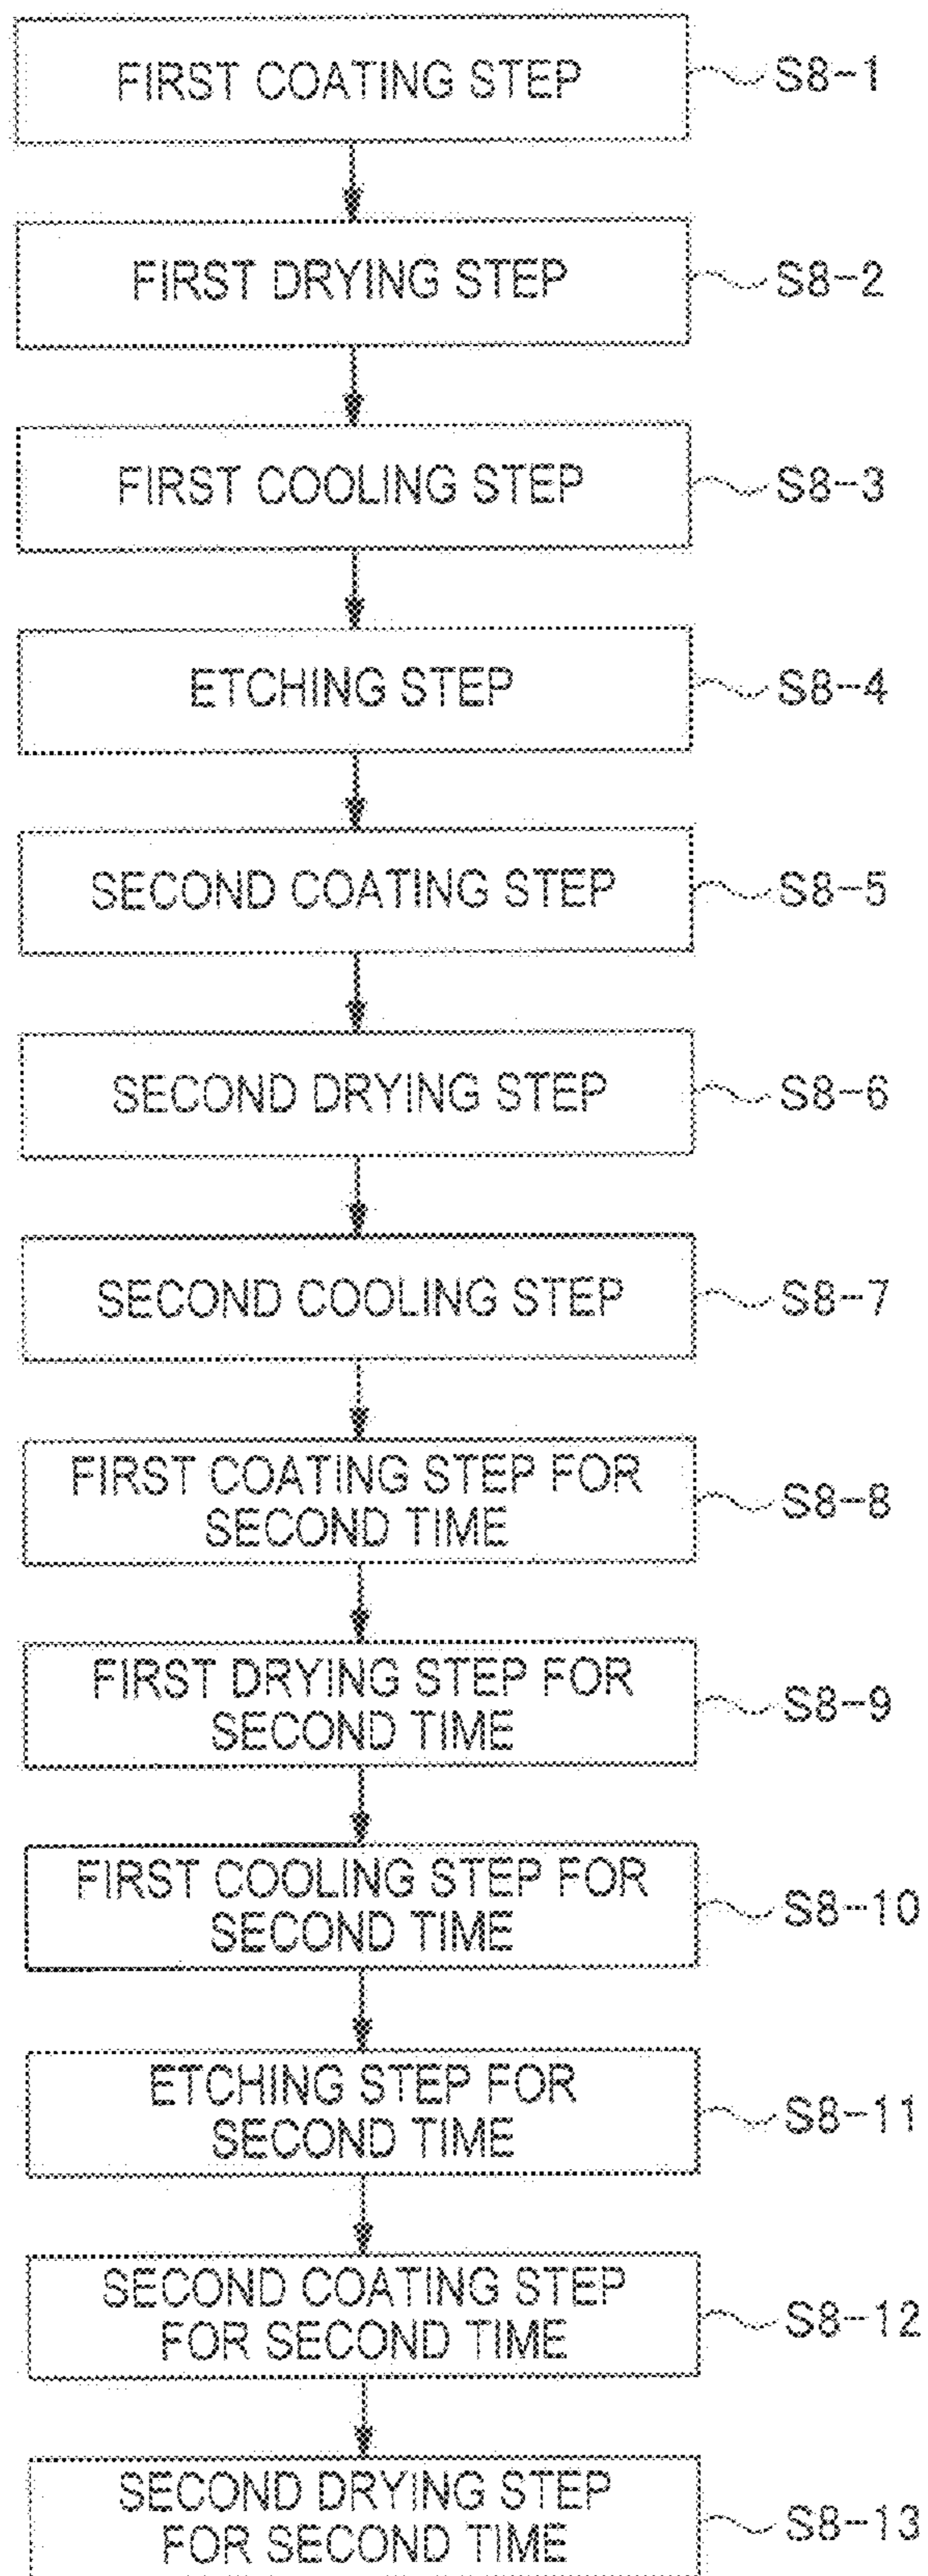 FIRST COATING STEP
S8-1
FIRST DRYING STEP
S8-2
FIRST COOLING STEP
S8-3
ETCHING STEP
S8-4
SECOND COATING STEP
S8-5
SECOND DRYING STEP
S8-6
SECOND COOLING STEP
S8-7
FIRST COATING STEP FOR
SECOND TIME
S8-8
FIRST DRYING STEP FOR
SECOND TIME
S8-9
FIRST COOLING STEP FOR
SECOND TIME
S8-10
ETCHING STEP FOR
SECOND TIME
S8-11
SECOND COATING STEP
FOR SECOND TIME
S8-12
SECOND DRYING STEP
FOR SECOND TIME
S8-13